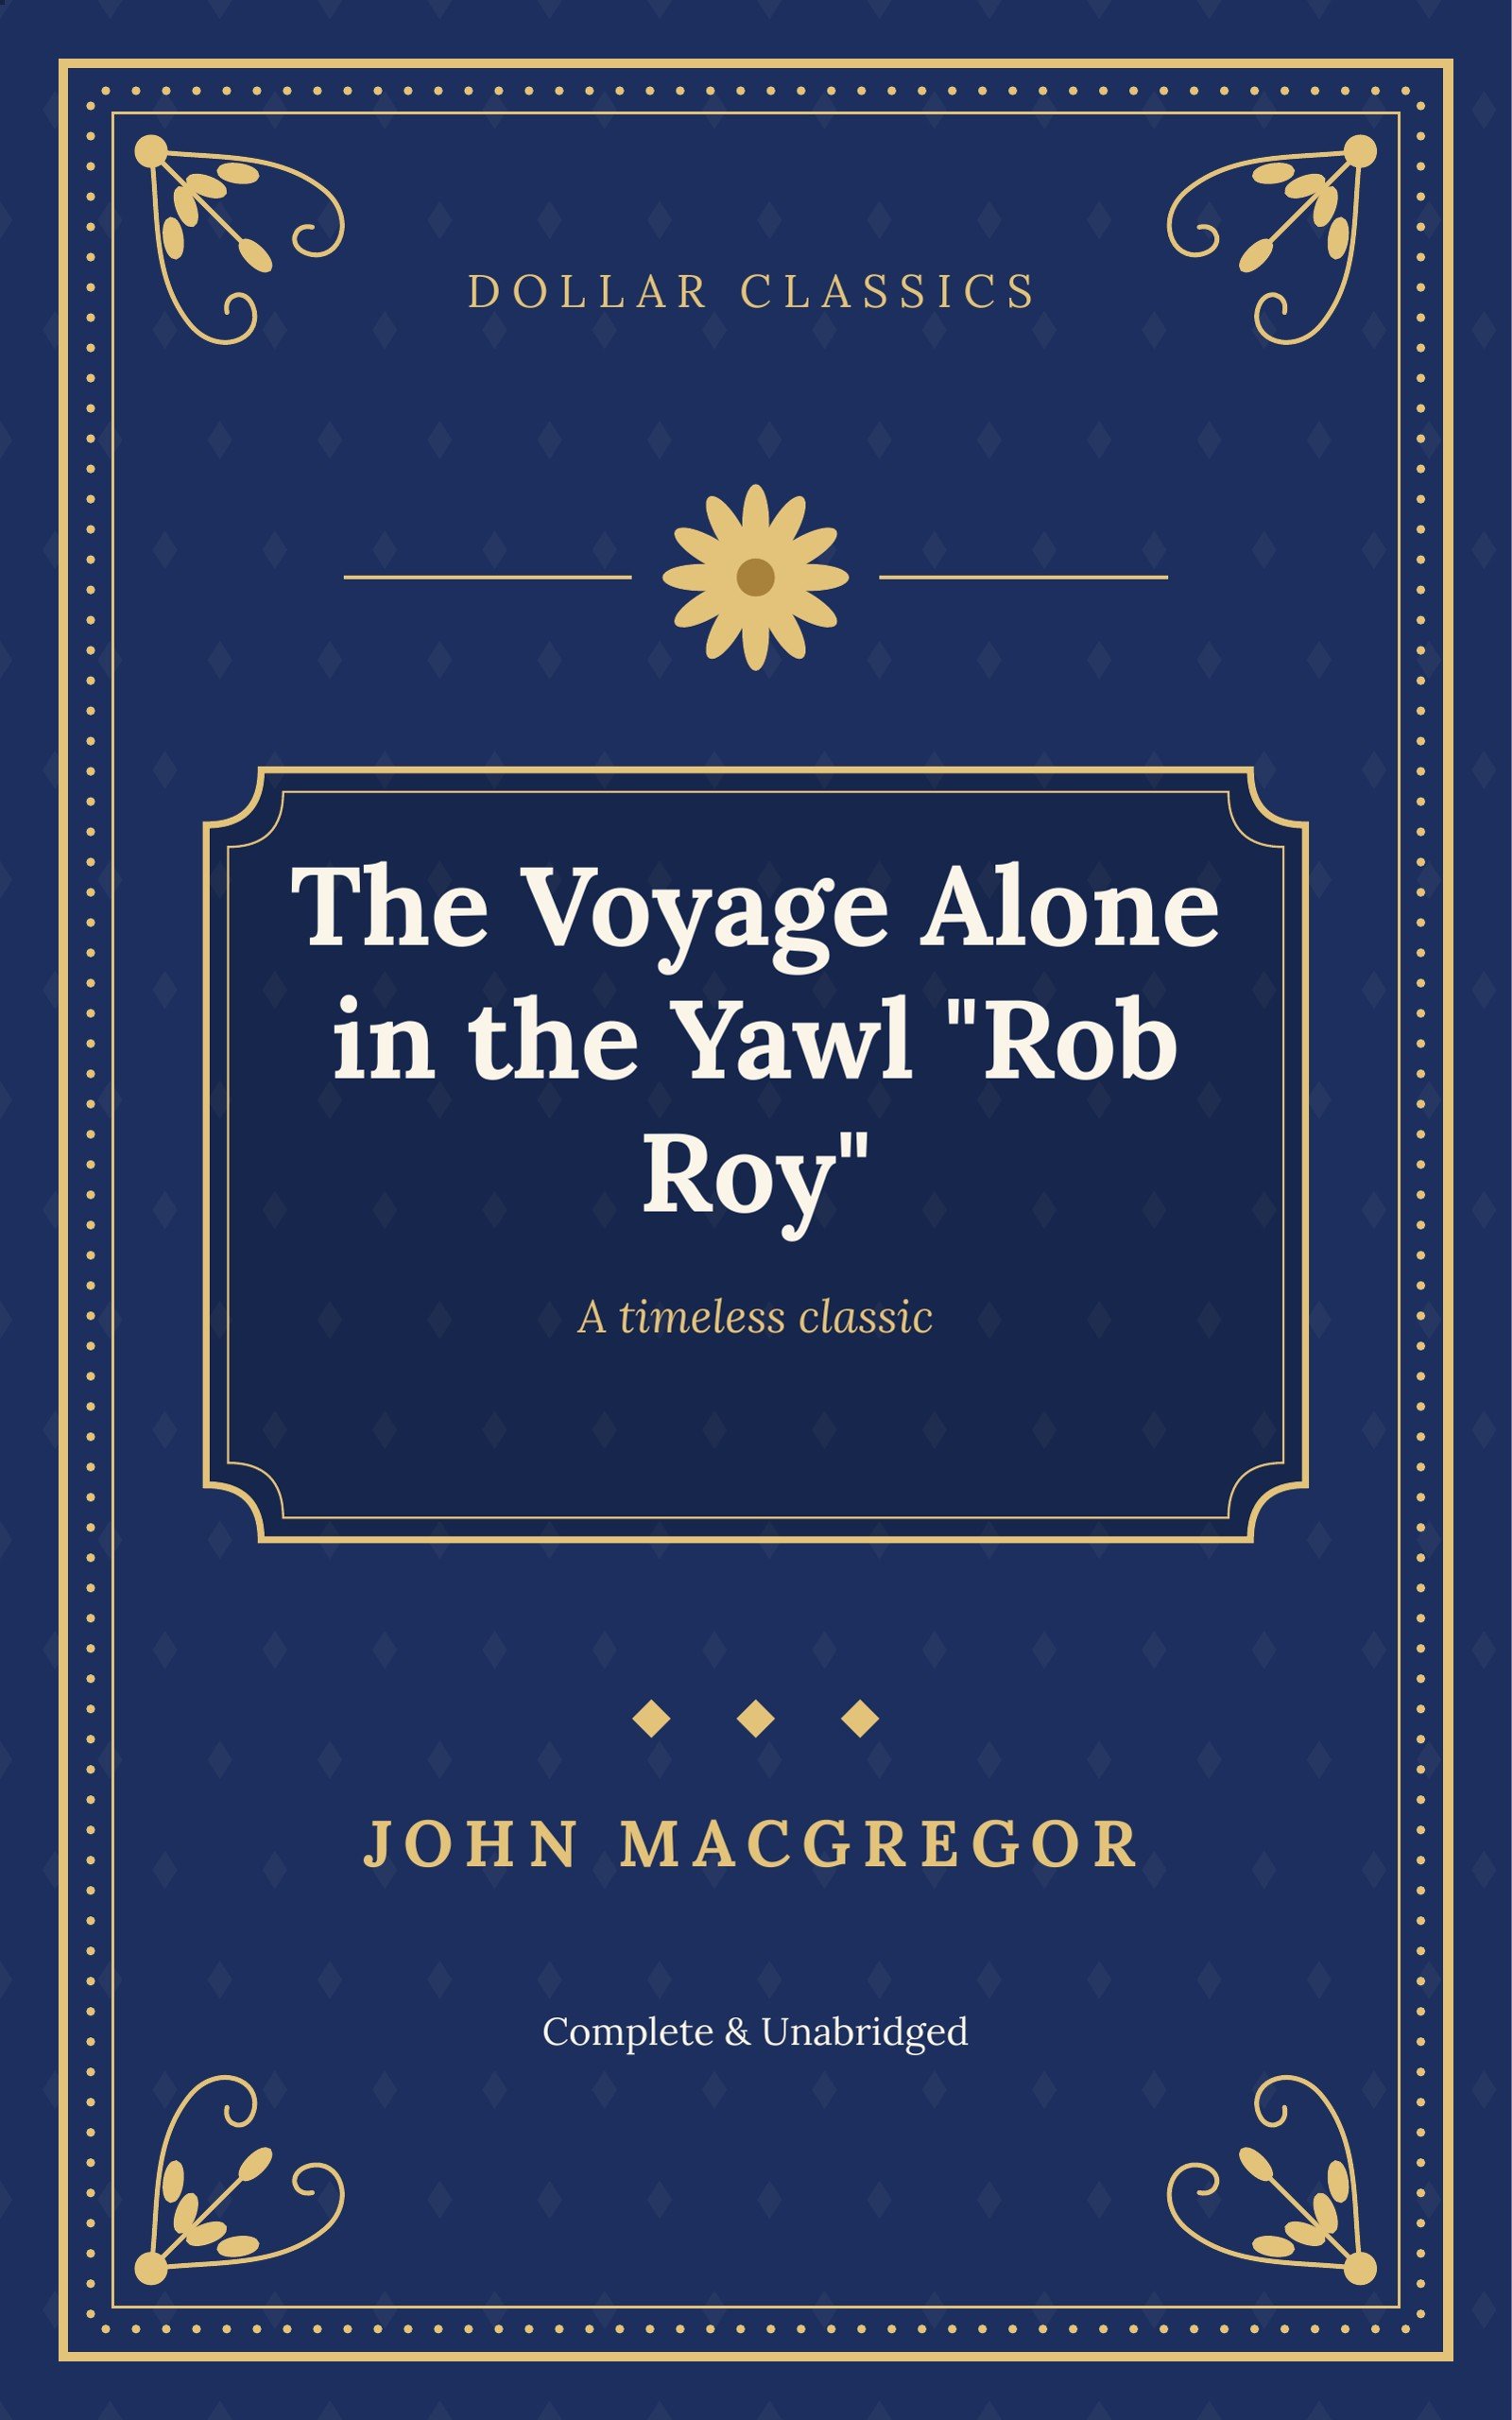 DOLLAR CLASSICS
The Voyage Alone
in the Yawl "Rob
Roy"
A timeless classic
JOHN MACGREGOR
Complete & Unabridged